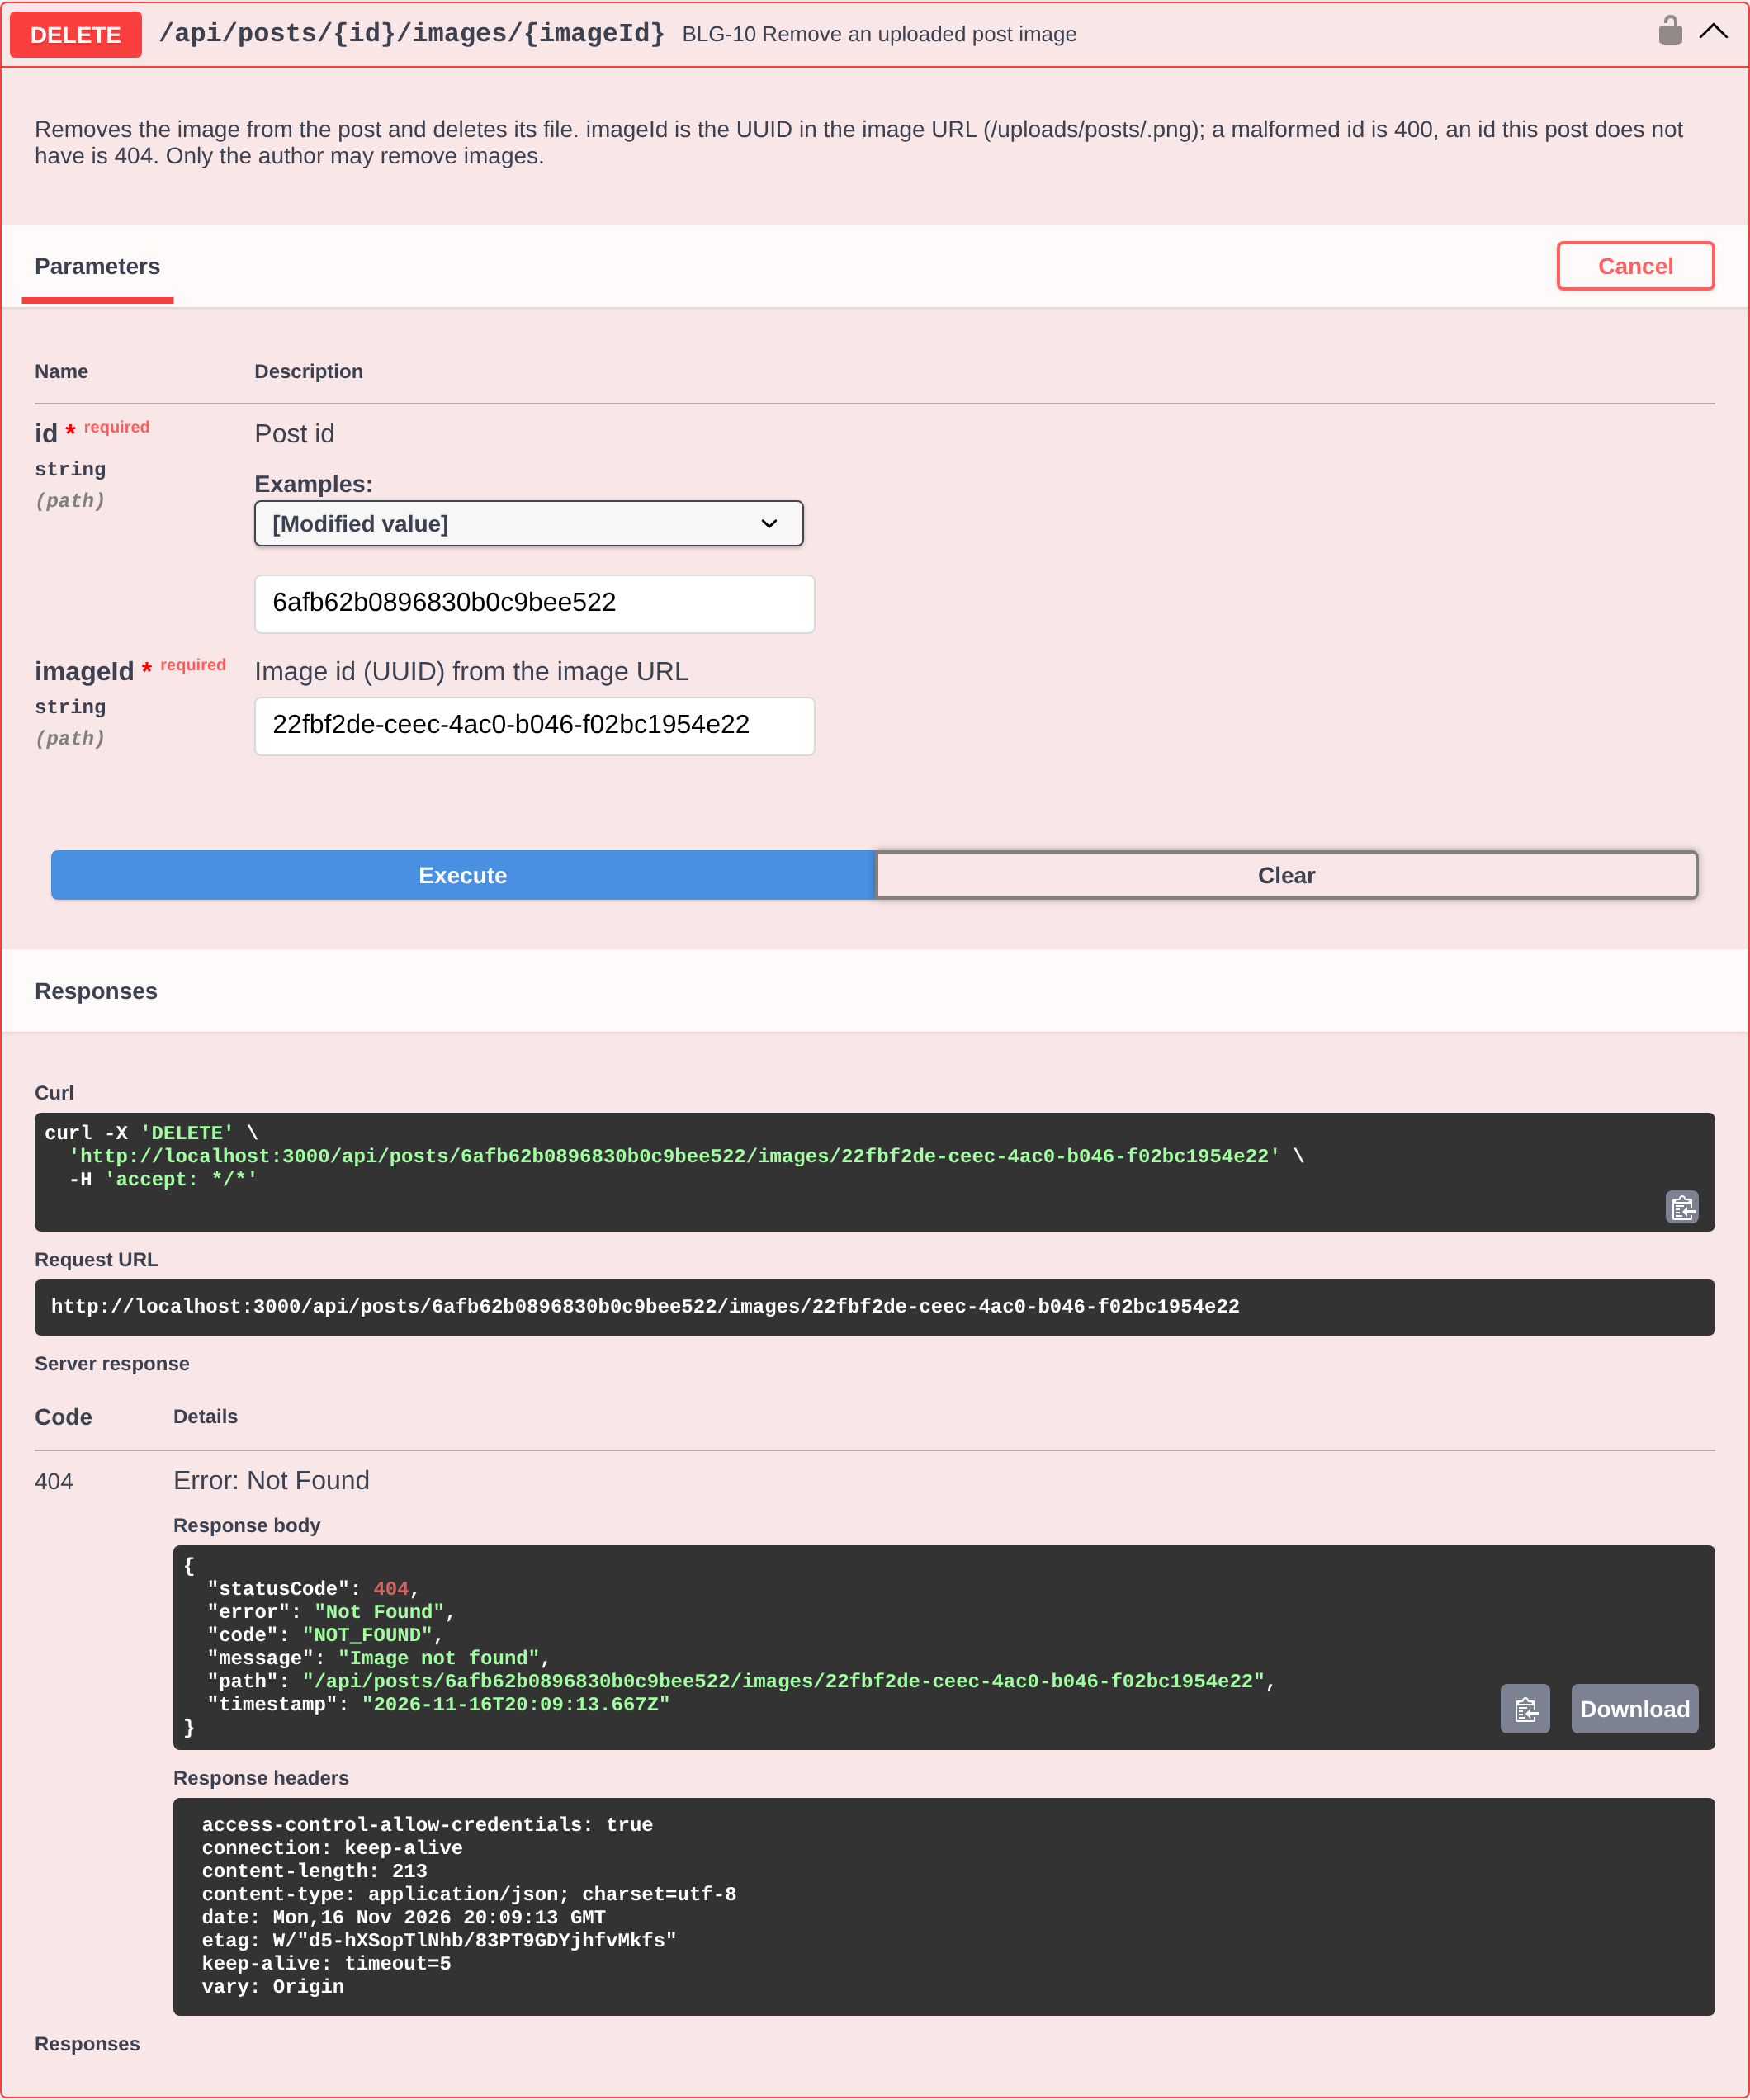 DELETE /api/posts/{id}/images/{imageId} BLG-10 Remove an uploaded post image
Removes the image from the post and deletes its file. imageId is the UUID in the image URL (/uploads/posts/.png); a malformed id is 400, an id this post does not
have is 404. Only the author may remove images.
Parameters
Cancel
Name Description
id * required
string
(path)
Post id
Examples:
[Modified value]
6afb62b0896830b0c9bee522
imageId * required
string
(path)
Image id (UUID) from the image URL
22fbf2de-ceec-4ac0-b046-f02bc1954e22
Execute
Clear
Responses
Curl
curl -X 'DELETE' \
  'http://localhost:3000/api/posts/6afb62b0896830b0c9bee522/images/22fbf2de-ceec-4ac0-b046-f02bc1954e22' \
  -H 'accept: */*'
Request URL
http://localhost:3000/api/posts/6afb62b0896830b0c9bee522/images/22fbf2de-ceec-4ac0-b046-f02bc1954e22
Server response
Code Details
404 Error: Not Found
Response body
{
  "statusCode": 404,
  "error": "Not Found",
  "code": "NOT_FOUND",
  "message": "Image not found",
  "path": "/api/posts/6afb62b0896830b0c9bee522/images/22fbf2de-ceec-4ac0-b046-f02bc1954e22",
  "timestamp": "2026-11-16T20:09:13.667Z"
}
Download
Response headers
access-control-allow-credentials: true
connection: keep-alive
content-length: 213
content-type: application/json; charset=utf-8
date: Mon,16 Nov 2026 20:09:13 GMT
etag: W/"d5-hXSopTlNhb/83PT9GDYjhfvMkfs"
keep-alive: timeout=5
vary: Origin
Responses